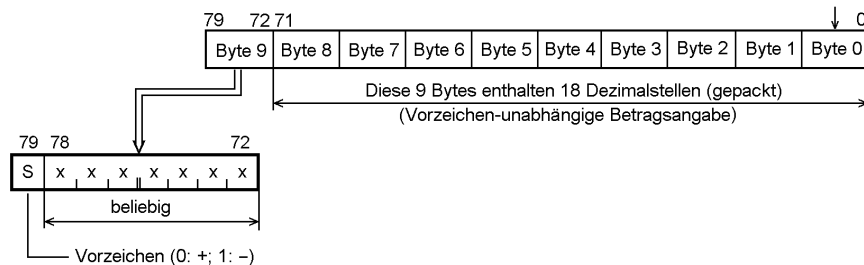 79 72 71 0
Byte 9 Byte 8 Byte 7 Byte 6 Byte 5 Byte 4 Byte 3 Byte 2 Byte 1 Byte 0
Diese 9 Bytes enthalten 18 Dezimalstellen (gepackt)
(Vorzeichen-unabhängige Betragsangabe)
79 78 72
S x x x x x x x
beliebig
Vorzeichen (0: +; 1: –)